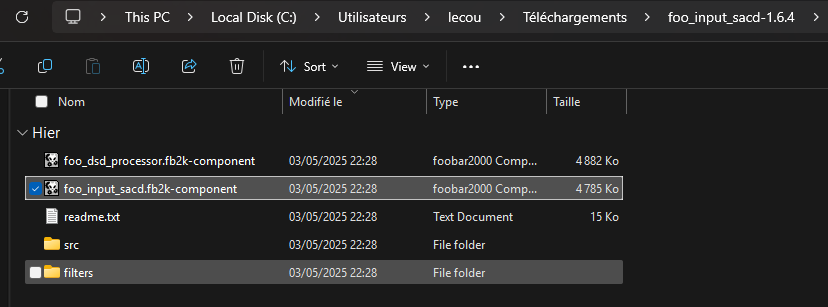 This PC > Local Disk (C:) > Utilisateurs > lecou > Téléchargements > foo_input_sacd-1.6.4 >
Sort View
Nom Modifié le Type Taille
Hier
foo_dsd_processor.fb2k-component 03/05/2025 22:28 foobar2000 Comp... 4 882 Ko
foo_input_sacd.fb2k-component 03/05/2025 22:28 foobar2000 Comp... 4 785 Ko
readme.txt 03/05/2025 22:28 Text Document 15 Ko
src 03/05/2025 22:28 File folder
filters 03/05/2025 22:28 File folder